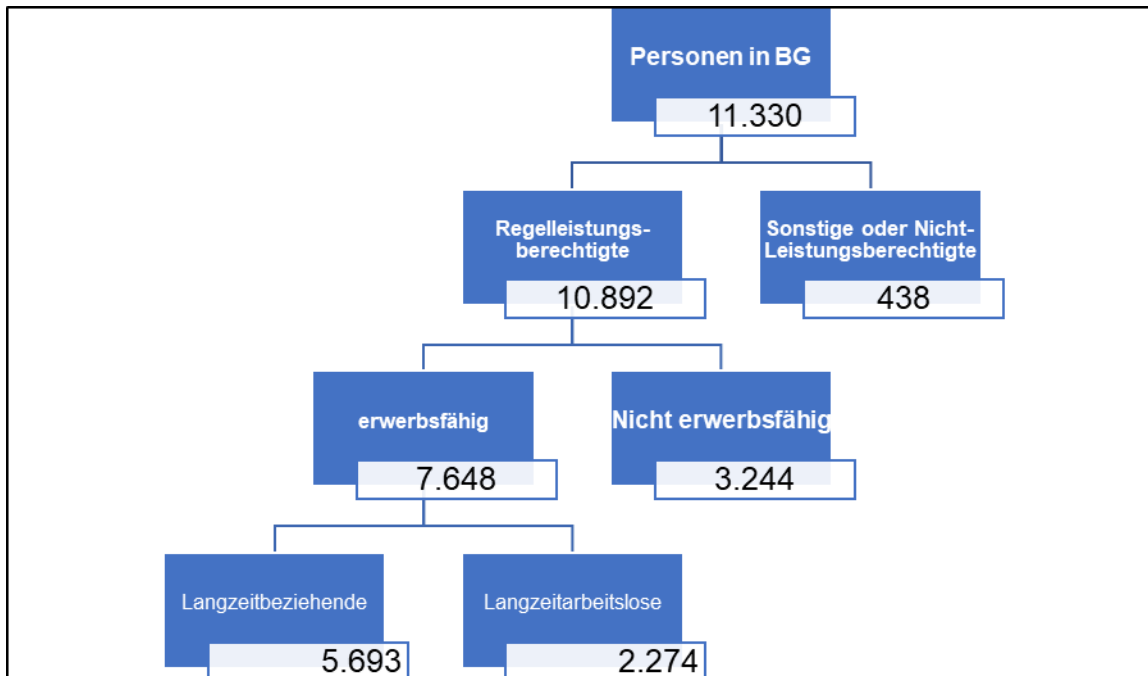 Personen in BG
11.330
Regelleistungs-
berechtigte
10.892
Sonstige oder Nicht-
Leistungsberechtigte
438
erwerbsfähig
7.648
Nicht erwerbsfähig
3.244
Langzeitbeziehende
5.693
Langzeitarbeitslose
2.274